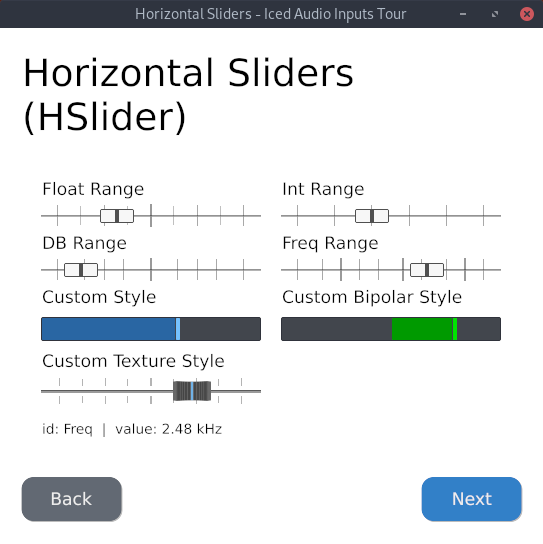 Horizontal Sliders - Iced Audio Inputs Tour
Horizontal Sliders
(HSlider)
Float Range
Int Range
DB Range
Freq Range
Custom Style
Custom Bipolar Style
Custom Texture Style
id: Freq | value: 2.48 kHz
Back
Next